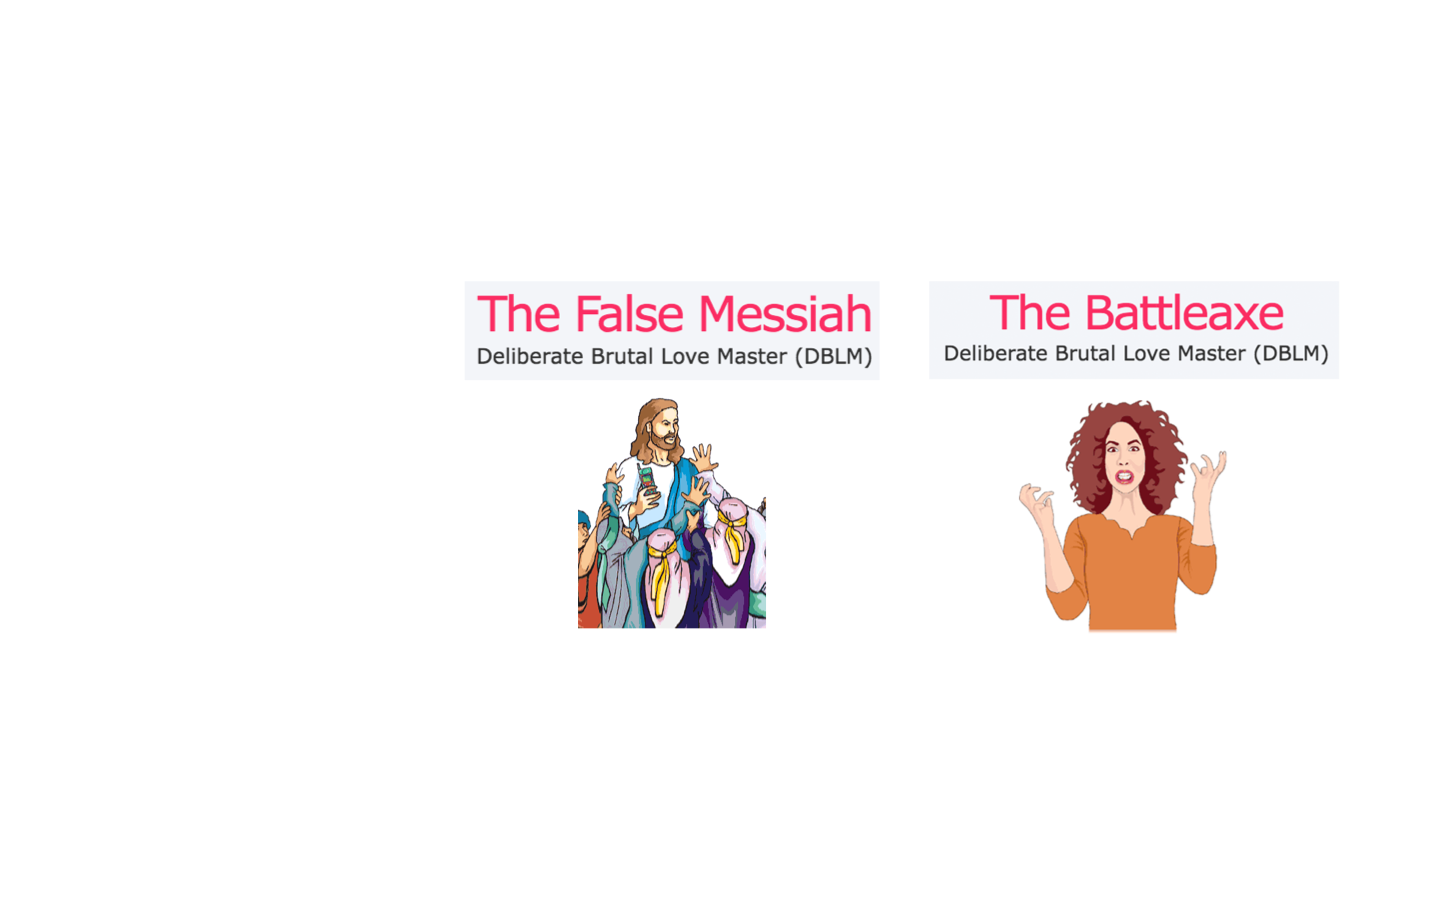 The False Messiah
Deliberate Brutal Love Master (DBLM)
The Battleaxe
Deliberate Brutal Love Master (DBLM)